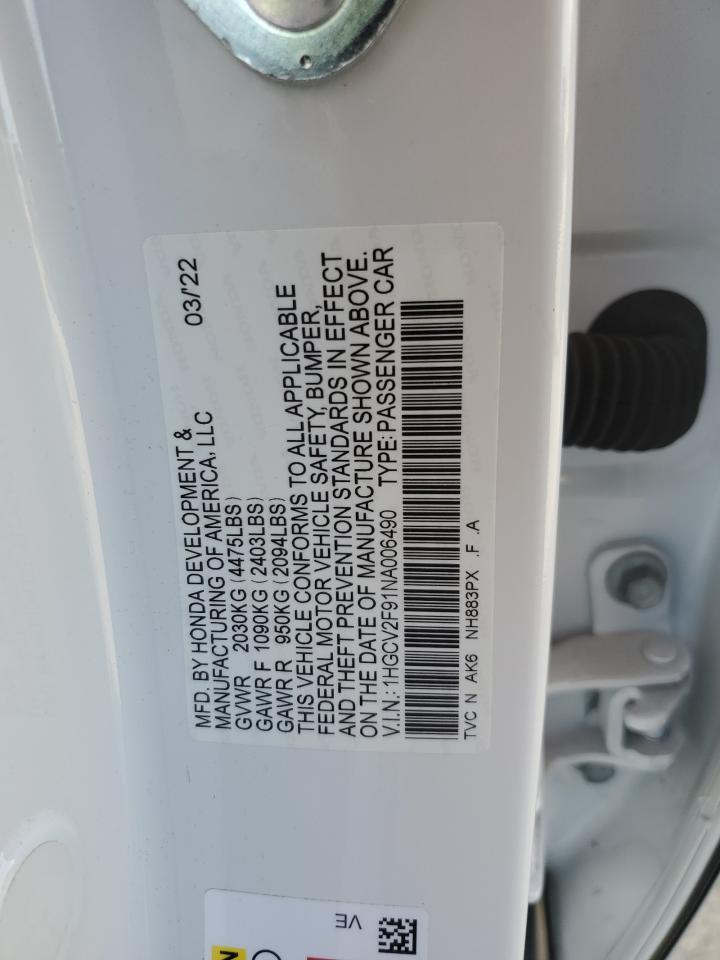 MFD. BY HONDA DEVELOPMENT &
MANUFACTURING OF AMERICA, LLC 03/'22
GVWR 2030KG (4475LBS)
GAWR F 1090KG (2403LBS)
GAWR R 950KG (2094LBS)
THIS VEHICLE CONFORMS TO ALL APPLICABLE
FEDERAL MOTOR VEHICLE SAFETY, BUMPER,
AND THEFT PREVENTION STANDARDS IN EFFECT
ON THE DATE OF MANUFACTURE SHOWN ABOVE.
V.I.N.: 1HGCV2F91NA006490 TYPE: PASSENGER CAR
TVC N AK6 NH883PX .F .A
VE